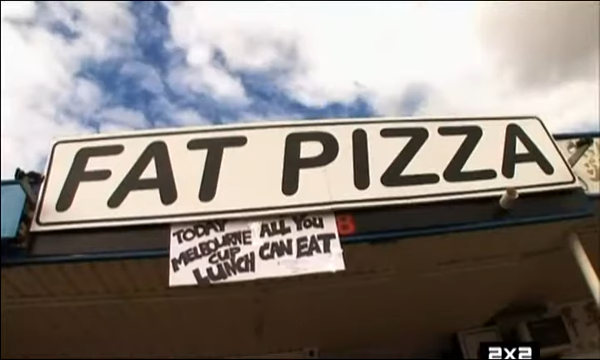 FAT PIZZA
TODAY ALL YOU
MELBOURNE
CUP CAN EAT
LUNCH
B
2X2